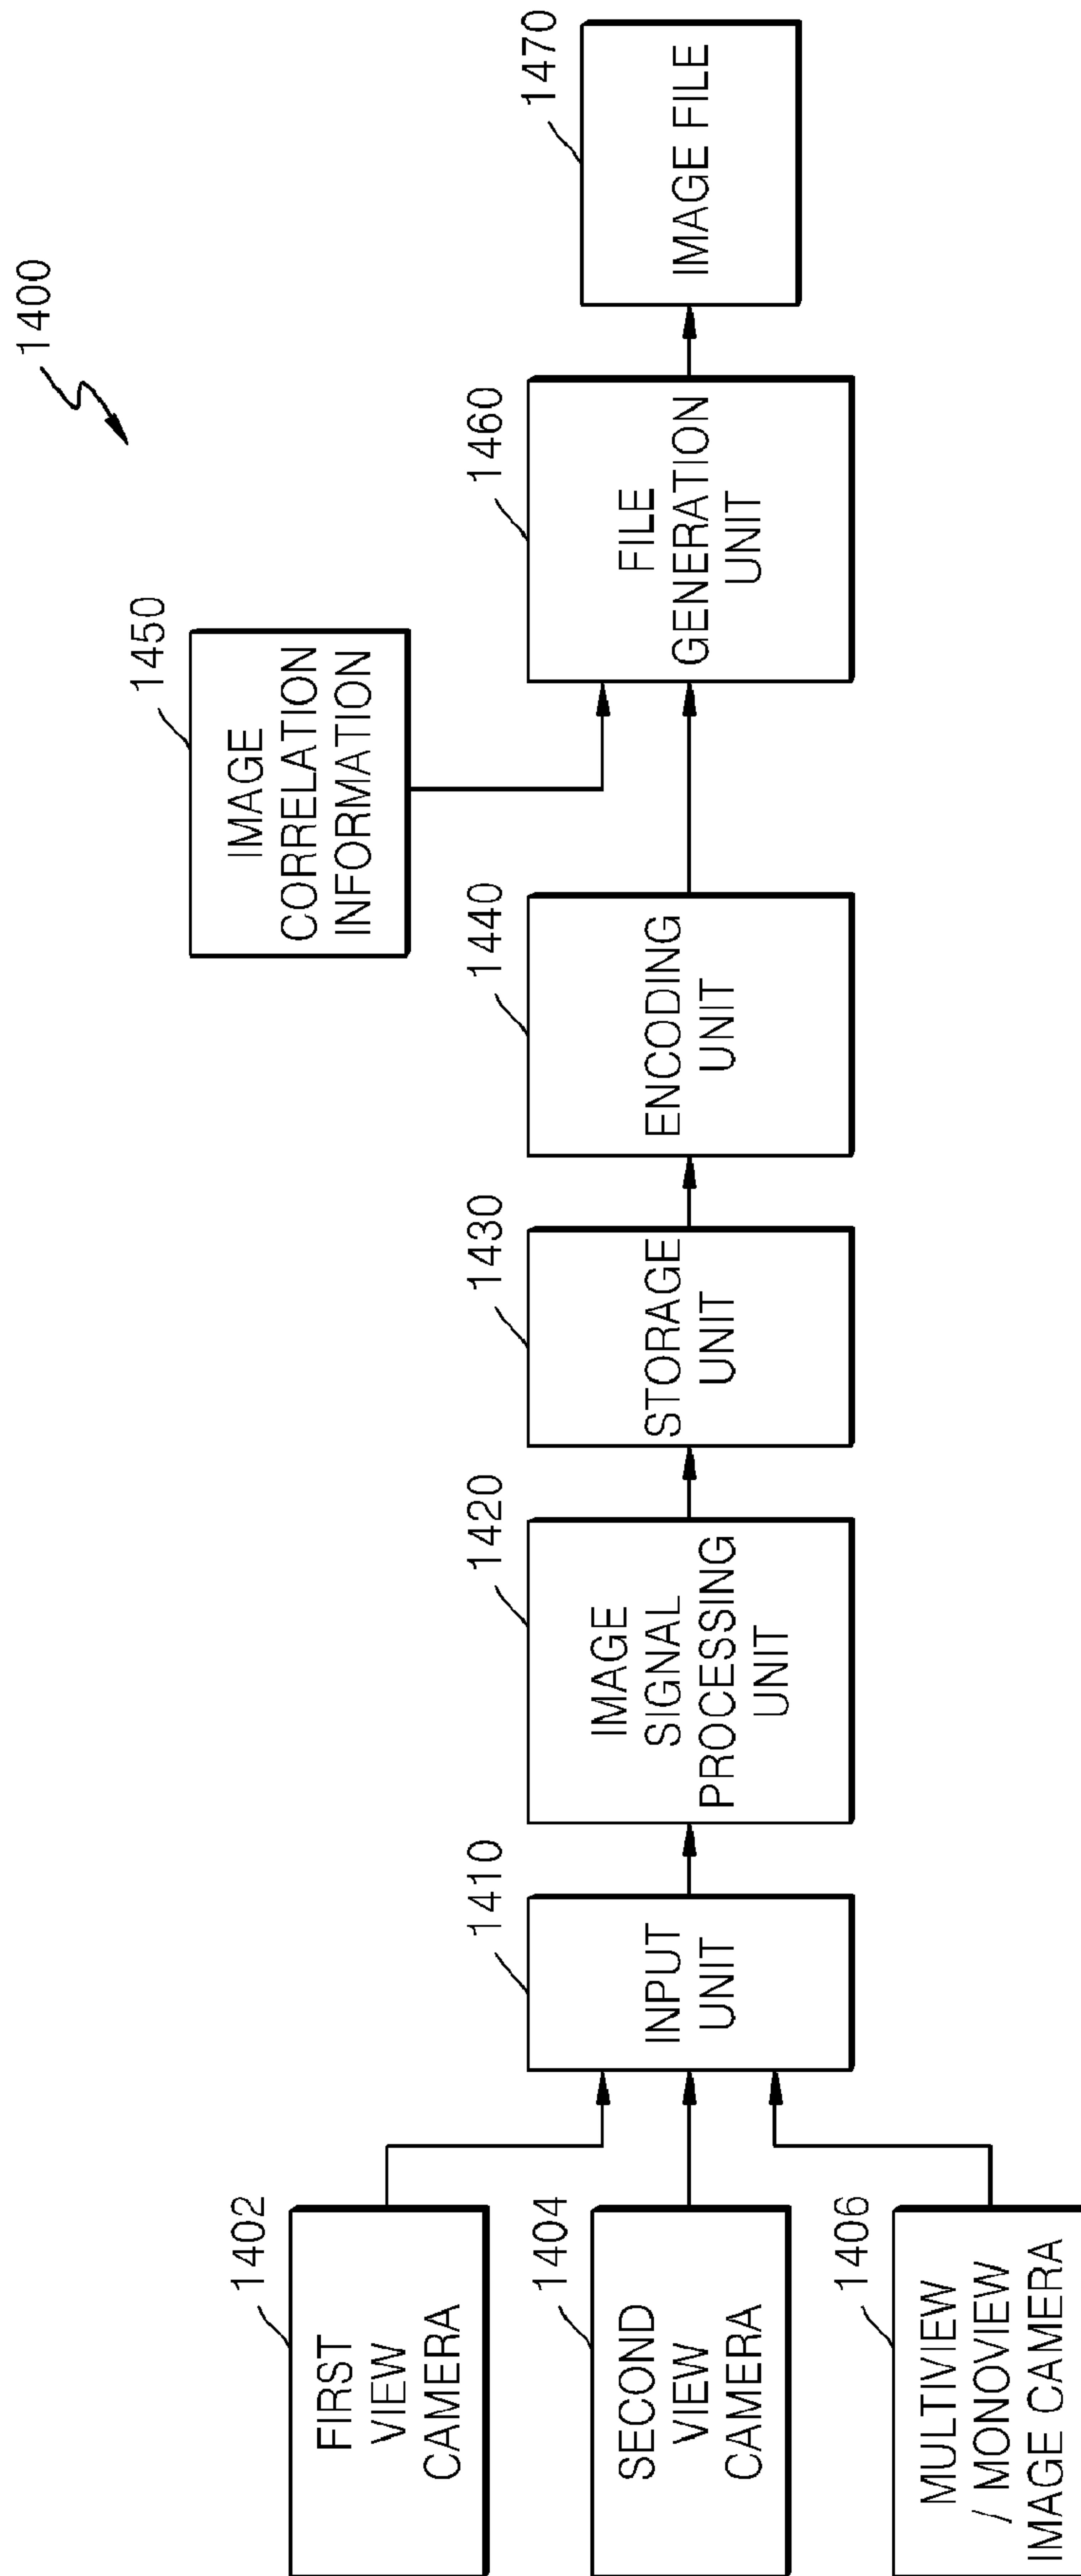 1400
1402
FIRST
VIEW
CAMERA
1404
SECOND
VIEW
CAMERA
1406
MULTIVIEW
/ MONOVIEW
IMAGE CAMERA
1410
INPUT
UNIT
1420
IMAGE
SIGNAL
PROCESSING
UNIT
1430
STORAGE
UNIT
1440
ENCODING
UNIT
1450
IMAGE
CORRELATION
INFORMATION
1460
FILE
GENERATION
UNIT
1470
IMAGE FILE